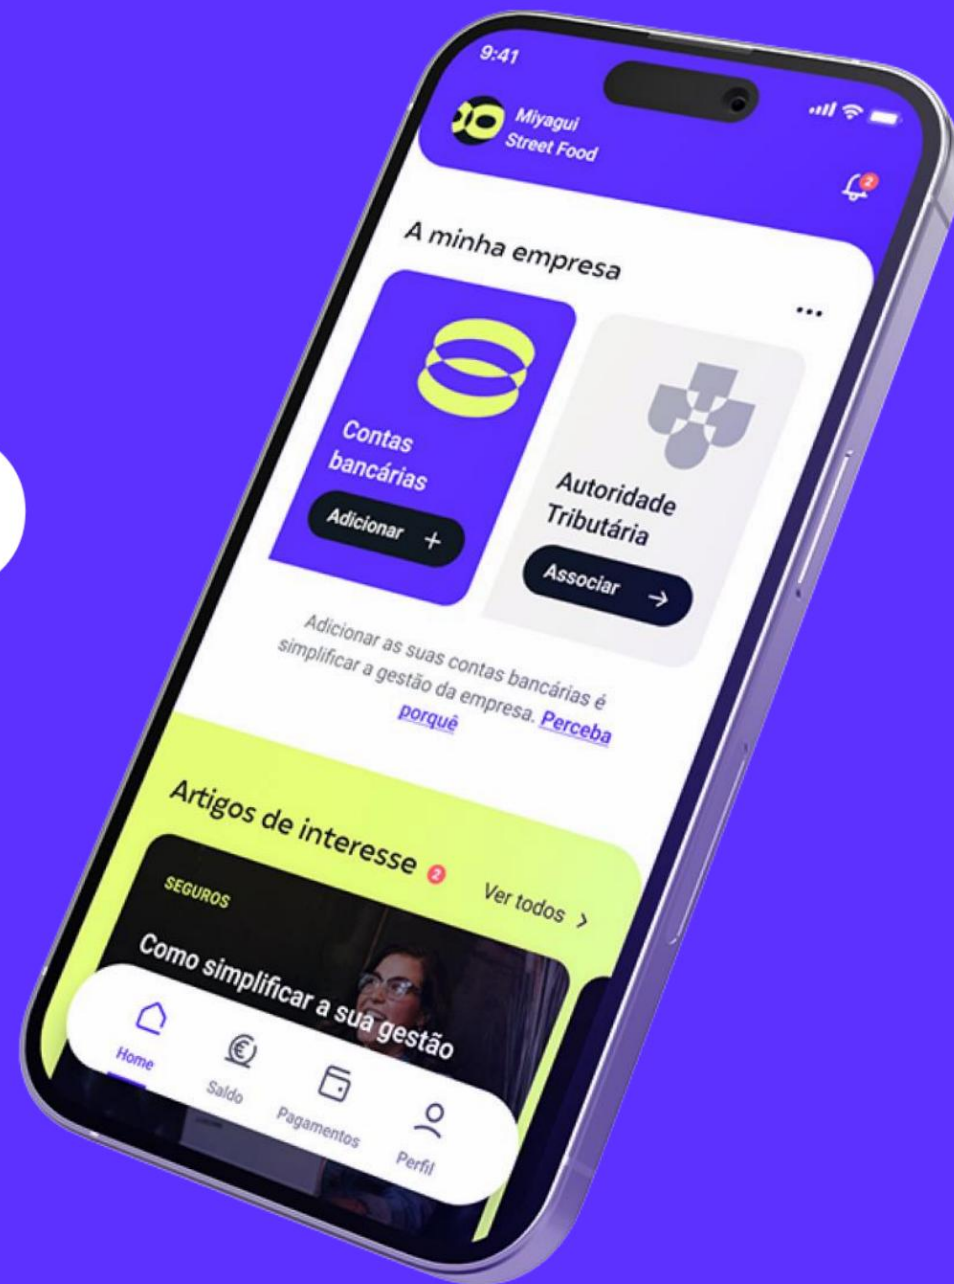 9:41
Miyagui
Street Food
2
A minha empresa
Contas
bancárias
Adicionar +
Autoridade
Tributária
Associar →
Adicionar as suas contas bancárias é
simplificar a gestão da empresa. Perceba
porquê
Artigos de interesse 2
Ver todos >
SEGUROS
Como simplificar a sua gestão
Home
Saldo
Pagamentos
Perfil